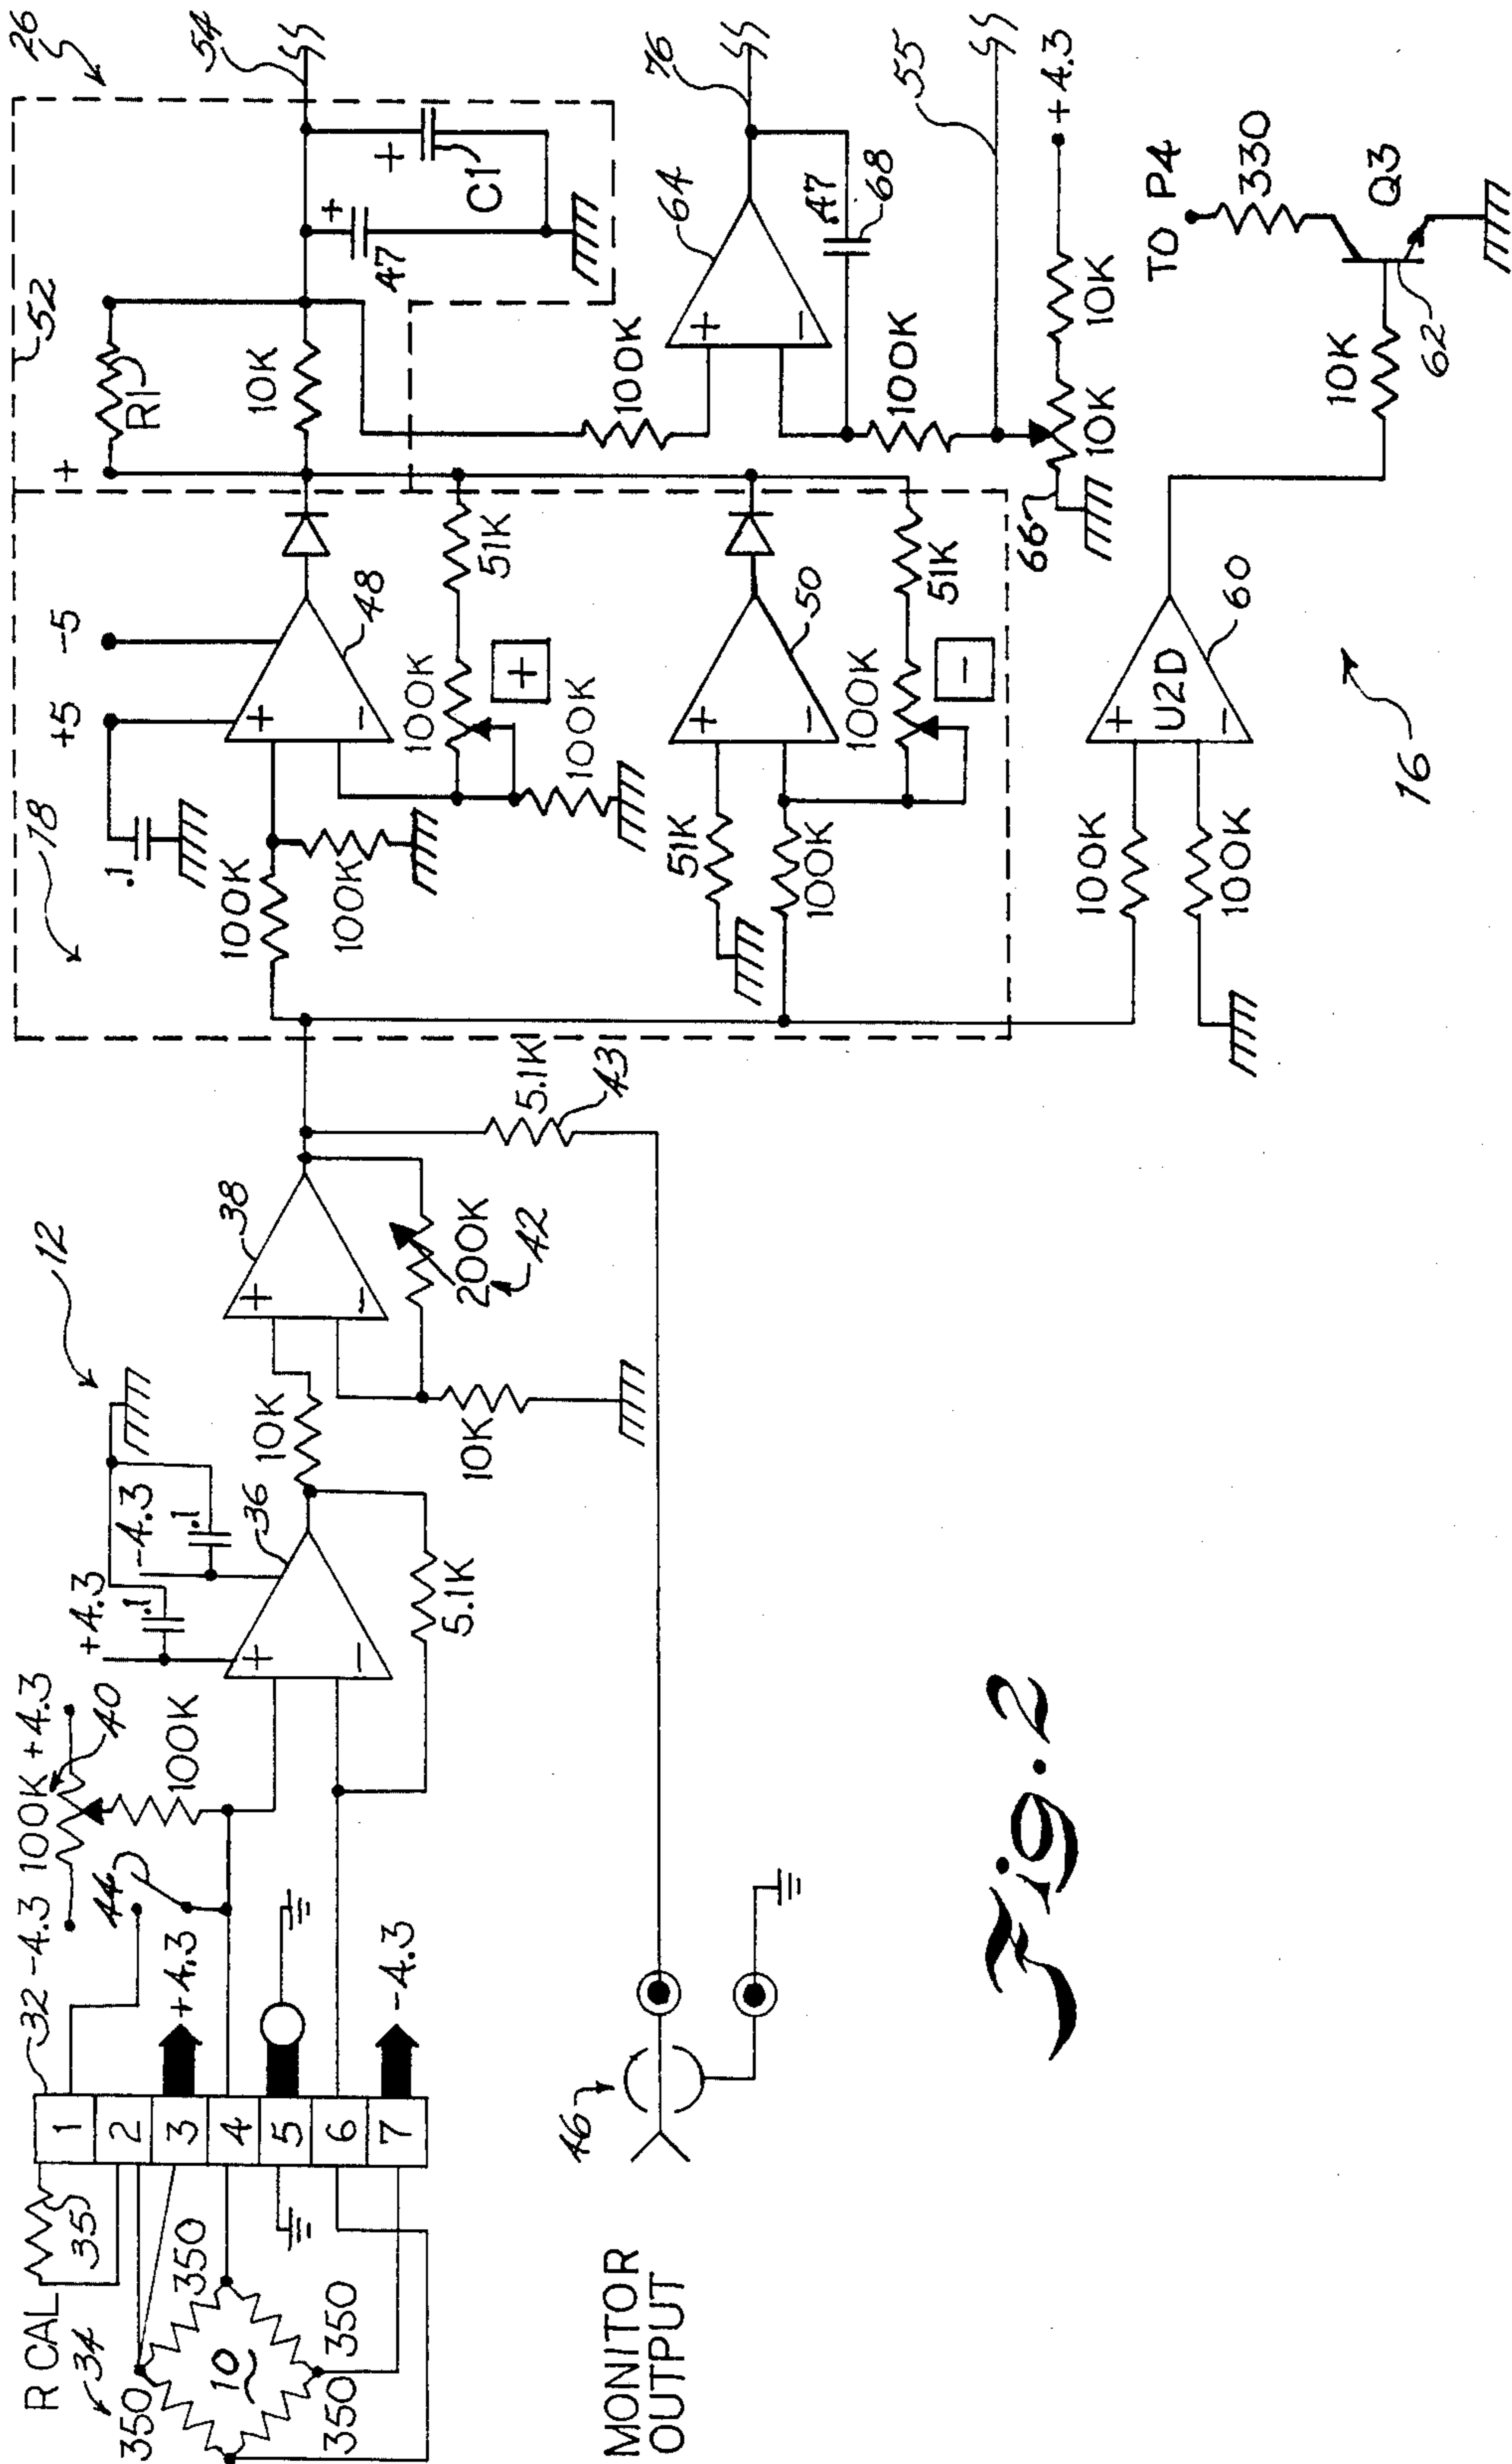 R CAL
34
35
350
350
350
350
10
32
1
2
3
4
5
6
7
-4.3
100K
+4.3
40
44
100K
+4.3
-4.3
+4.3
-4.3
.1
.1
12
+
-
36
5.1K
10K
+
-
38
10K
200K
42
5.1K
43
MONITOR
OUTPUT
46
18
.1
+5
-5
100K
100K
+
-
48
100K
51K
+
100K
51K
100K
+
-
50
100K
51K
-
52
+
R1
10K
+
47
+
C1
26
54
100K
+
-
64
76
.47
68
100K
55
66
10K
10K
+4.3
100K
100K
+
-
U2D
60
10K
62
TO P4
330
Q3
16
Fig. 2